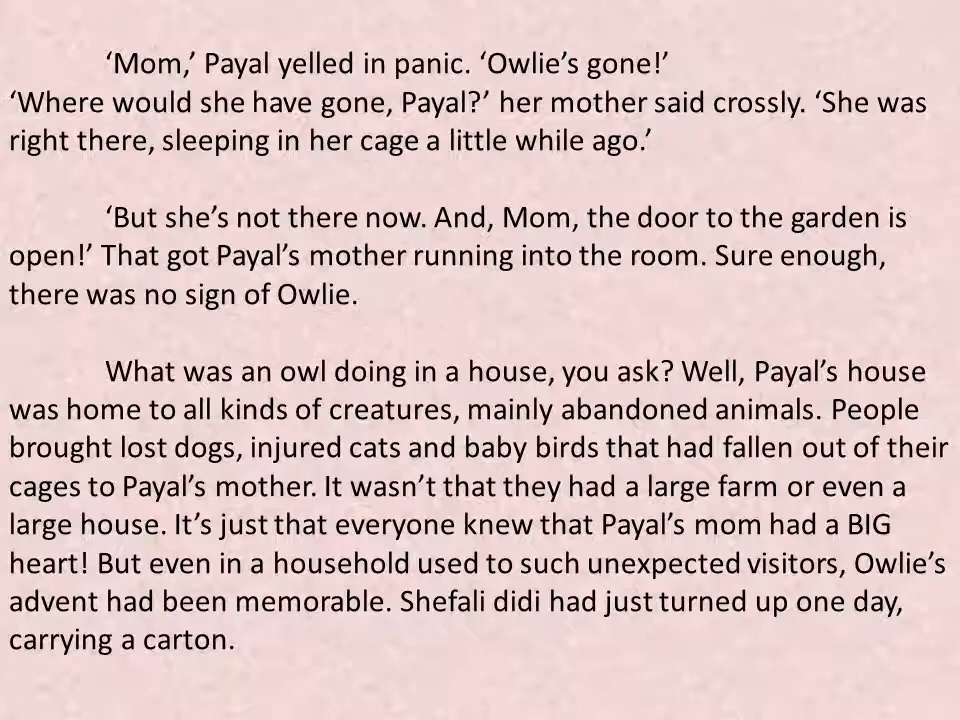 ‘Mom,’ Payal yelled in panic. ‘Owlie’s gone!’
‘Where would she have gone, Payal?’ her mother said crossly. ‘She was
right there, sleeping in her cage a little while ago.’
‘But she’s not there now. And, Mom, the door to the garden is
open!’ That got Payal’s mother running into the room. Sure enough,
there was no sign of Owlie.
What was an owl doing in a house, you ask? Well, Payal’s house
was home to all kinds of creatures, mainly abandoned animals. People
brought lost dogs, injured cats and baby birds that had fallen out of their
cages to Payal’s mother. It wasn’t that they had a large farm or even a
large house. It’s just that everyone knew that Payal’s mom had a BIG
heart! But even in a household used to such unexpected visitors, Owlie’s
advent had been memorable. Shefali didi had just turned up one day,
carrying a carton.